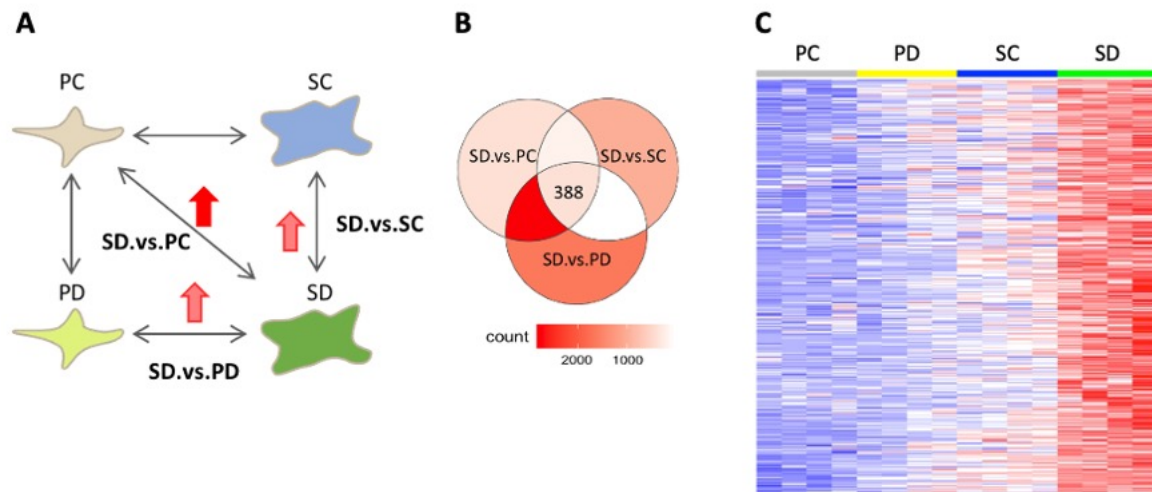 A
PC
SC
SD.vs.PC
SD.vs.SC
PD
SD
SD.vs.PD
B
SD.vs.PC
SD.vs.SC
388
SD.vs.PD
count
2000 1000
C
PC PD SC SD